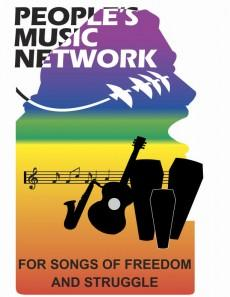 PEOPLE'S
MUSIC
NETWORK
FOR SONGS OF FREEDOM
AND STRUGGLE